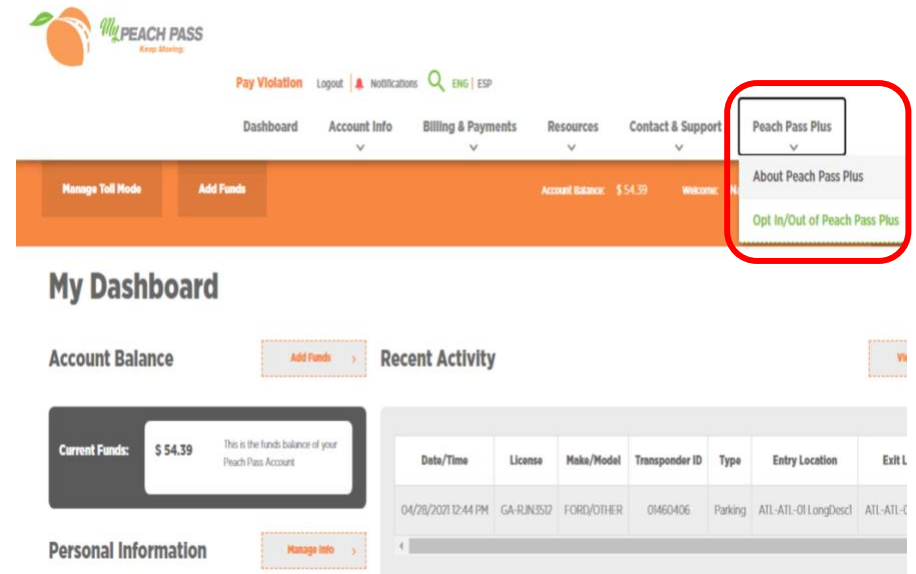 My PEACH PASS
Keep Moving:
Pay Violation Logout | Notifications ENG | ESP
Dashboard Account Info Billing & Payments Resources Contact & Support Peach Pass Plus
About Peach Pass Plus
Manage Toll Mode Add Funds Account Balance: $ 54.39 Welcome:
Opt In/Out of Peach Pass Plus
My Dashboard
Account Balance Add Funds > Recent Activity
Current Funds: $ 54.39 This is the funds balance of your
Peach Pass Account
Date/Time License Make/Model Transponder ID Type Entry Location Exit L
04/28/2021 12:44 PM GA-RJN3512 FORD/OTHER 01460406 Parking ATL-ATL-01 LongDesc1 ATL-ATL-
Personal Information Manage Info >